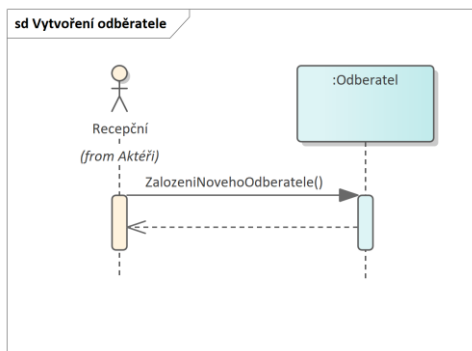 sd Vytvoření odběratele
:Odberatel
Recepční
(from Aktéři)
ZalozeniNovehoOdberatele()